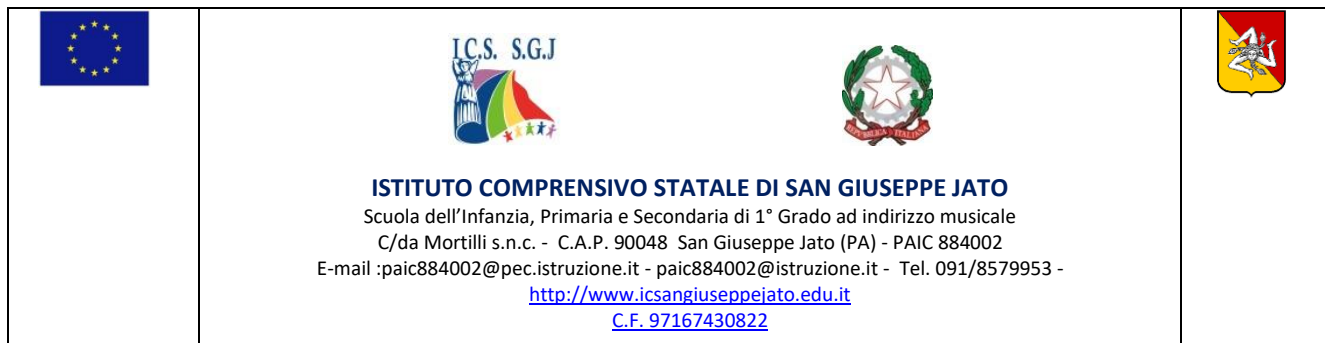 I.C.S. S.G.J
REPVBBLICA ITALIANA
ISTITUTO COMPRENSIVO STATALE DI SAN GIUSEPPE JATO
Scuola dell’Infanzia, Primaria e Secondaria di 1° Grado ad indirizzo musicale
C/da Mortilli s.n.c. - C.A.P. 90048 San Giuseppe Jato (PA) - PAIC 884002
E-mail :paic884002@pec.istruzione.it - paic884002@istruzione.it - Tel. 091/8579953 -
http://www.icsangiuseppejato.edu.it
C.F. 97167430822